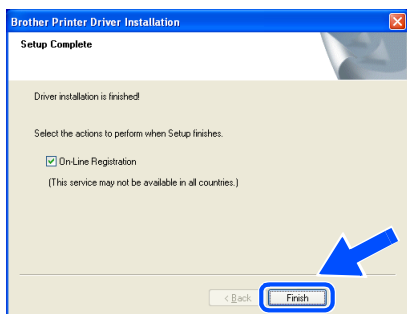 Brother Printer Driver Installation
Setup Complete
Driver installation is finished!
Select the actions to perform when Setup finishes.
On-Line Registration
(This service may not be available in all countries.)
< Back
Finish